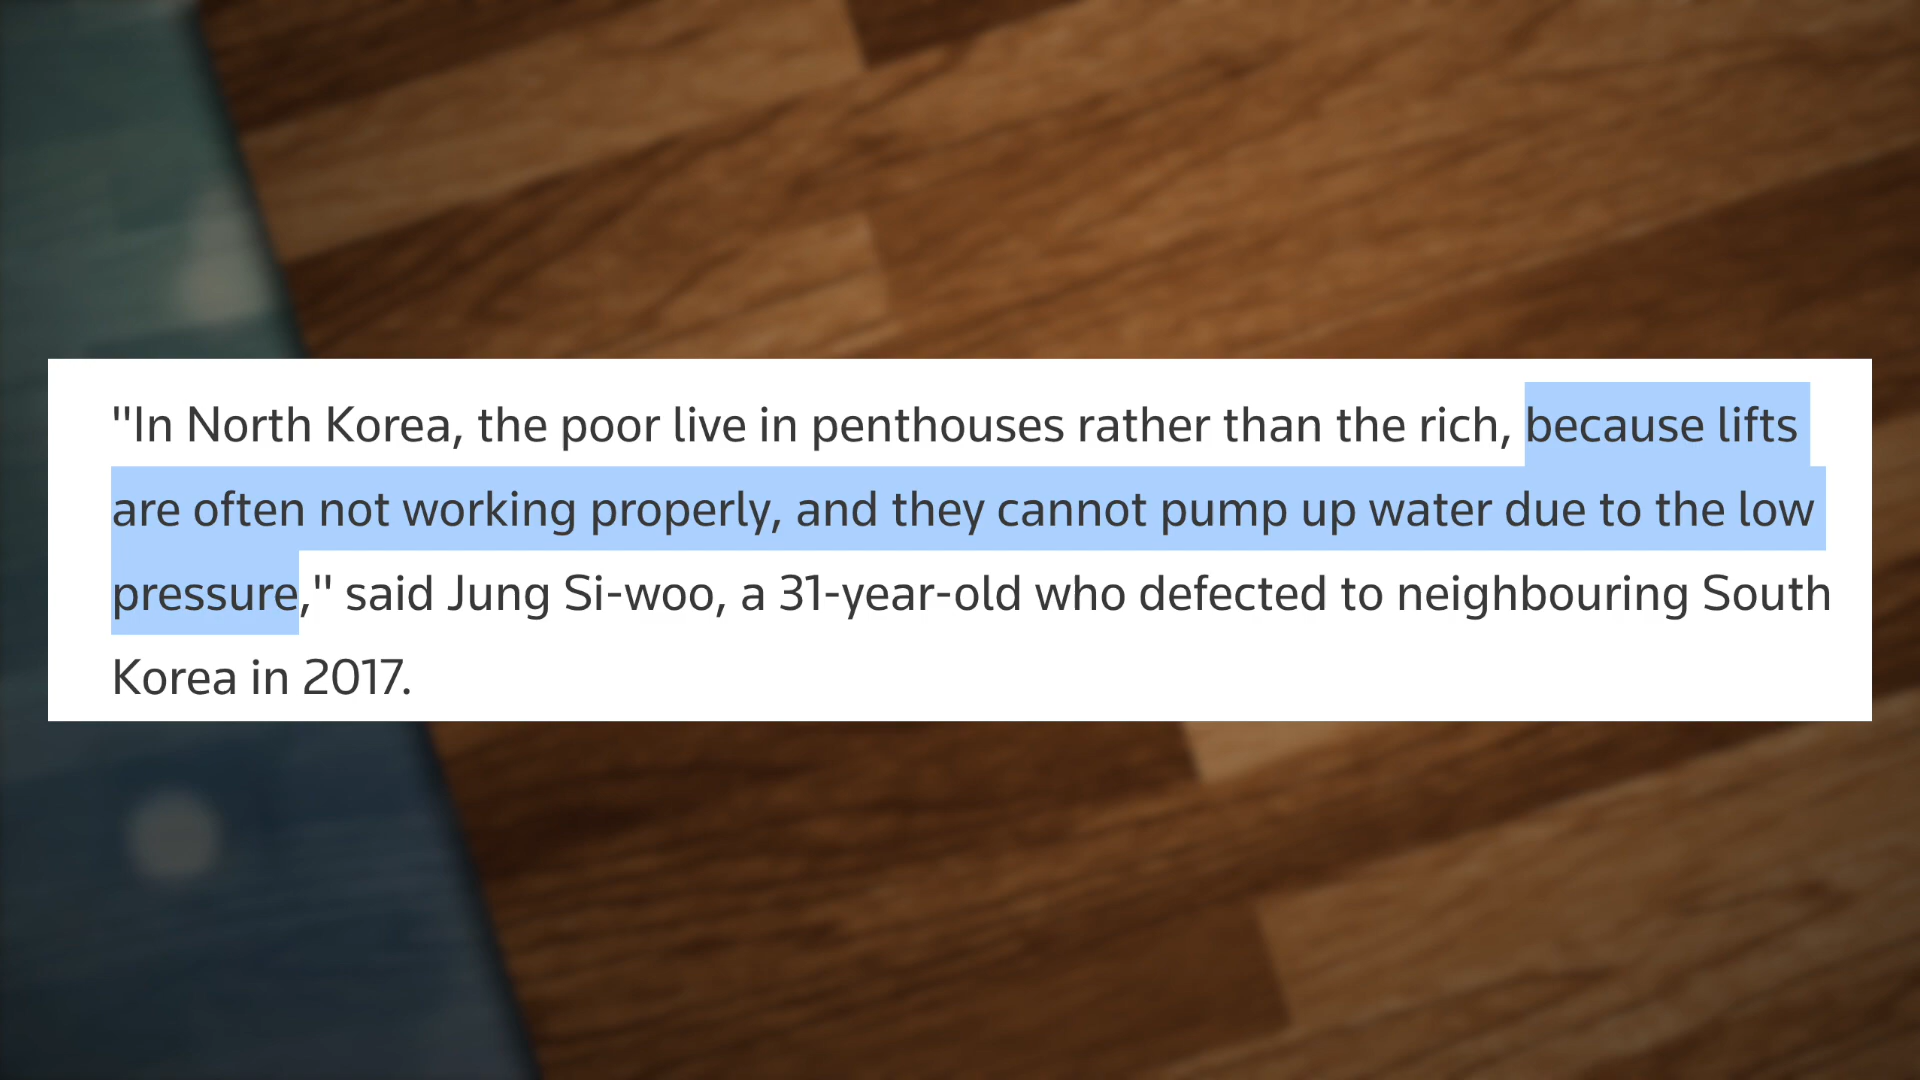 "In North Korea, the poor live in penthouses rather than the rich, because lifts
are often not working properly, and they cannot pump up water due to the low
pressure," said Jung Si-woo, a 31-year-old who defected to neighbouring South
Korea in 2017.